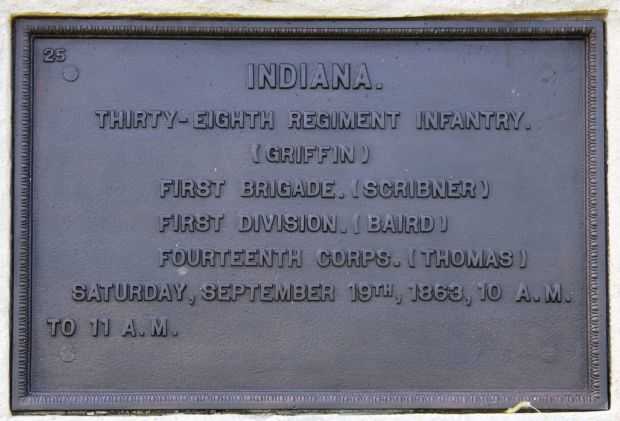 25
INDIANA.
THIRTY-EIGHTH REGIMENT INFANTRY.
(GRIFFIN)
FIRST BRIGADE. (SCRIBNER)
FIRST DIVISION. (BAIRD)
FOURTEENTH CORPS. (THOMAS)
SATURDAY, SEPTEMBER 19TH, 1863, 10 A.M.
TO 11 A.M.